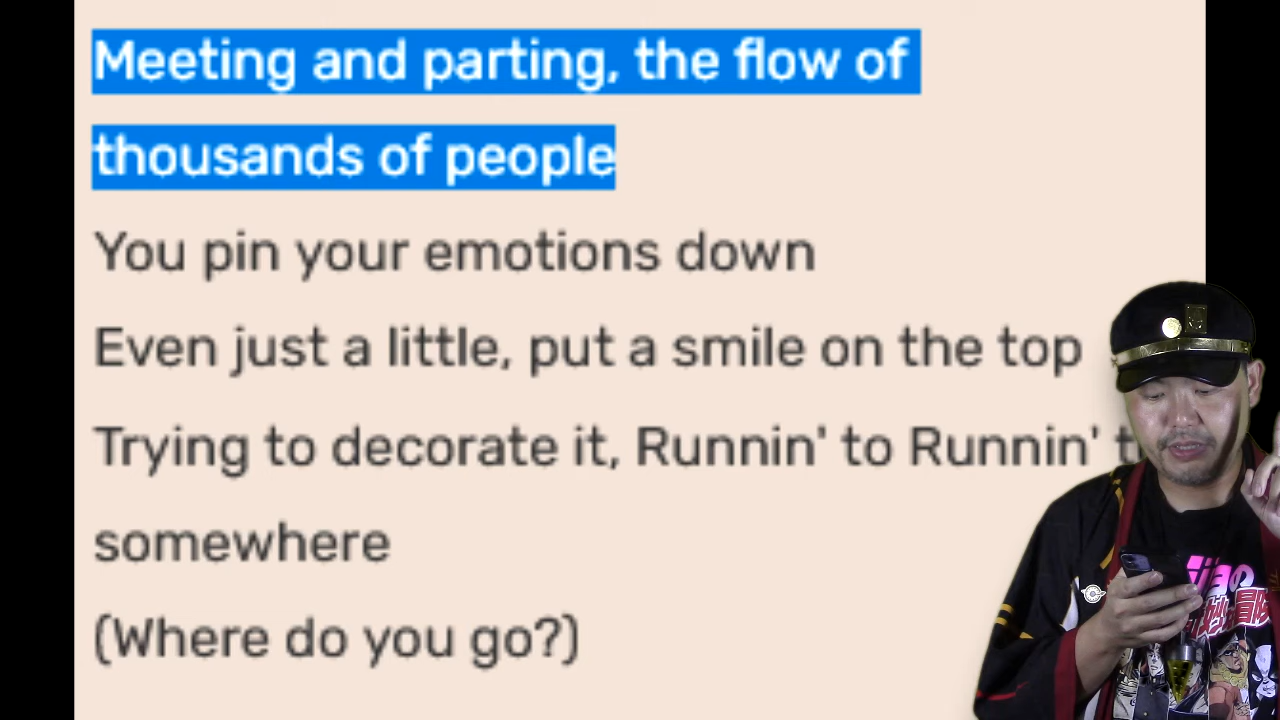 Meeting and parting, the flow of
thousands of people
You pin your emotions down
Even just a little, put a smile on the top
Trying to decorate it, Runnin' to Runnin'
somewhere
(Where do you go?)